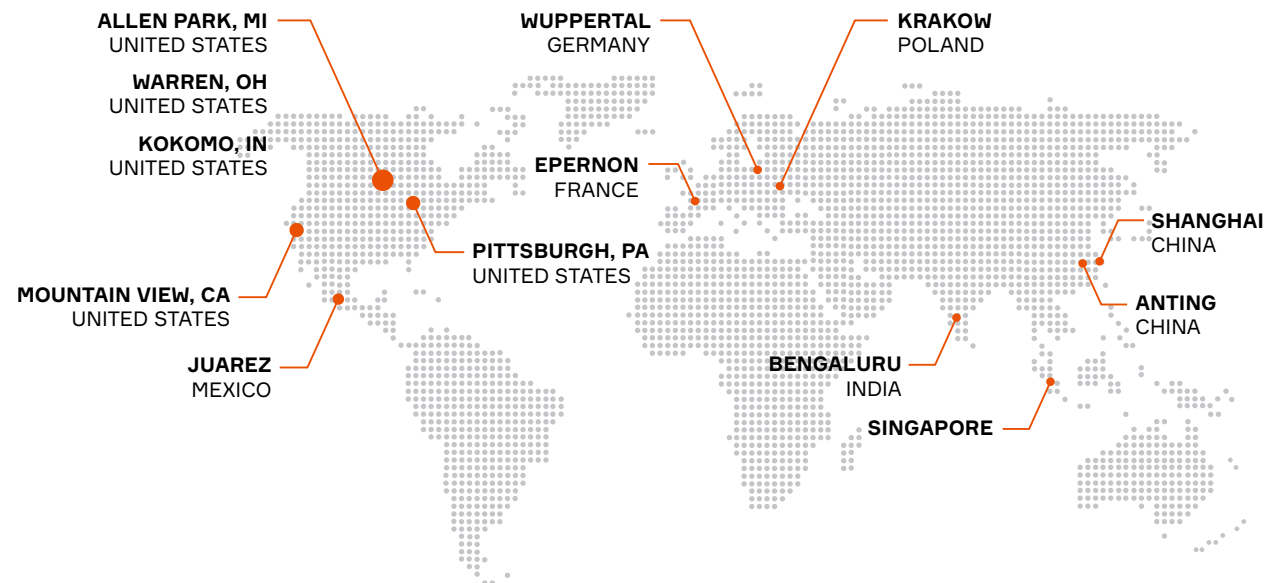 ALLEN PARK, MI
UNITED STATES
WARREN, OH
UNITED STATES
KOKOMO, IN
UNITED STATES
WUPPERTAL
GERMANY
KRAKOW
POLAND
EPERNON
FRANCE
SHANGHAI
CHINA
PITTSBURGH, PA
UNITED STATES
MOUNTAIN VIEW, CA
UNITED STATES
ANTING
CHINA
JUAREZ
MEXICO
BENGALURU
INDIA
SINGAPORE